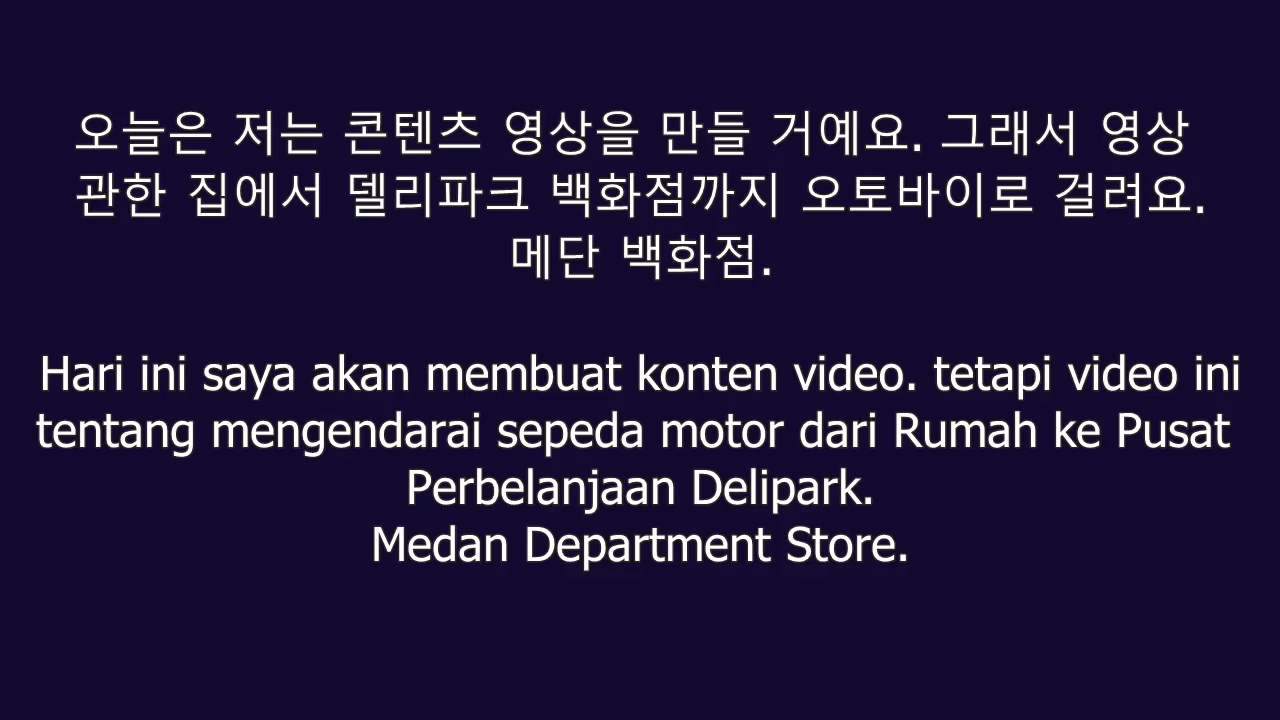 오늘은 저는 콘텐츠 영상을 만들 거예요. 그래서 영상
관한 집에서 델리파크 백화점까지 오토바이로 걸려요.
메단 백화점.
Hari ini saya akan membuat konten video. tetapi video ini
tentang mengendarai sepeda motor dari Rumah ke Pusat
Perbelanjaan Delipark.
Medan Department Store.